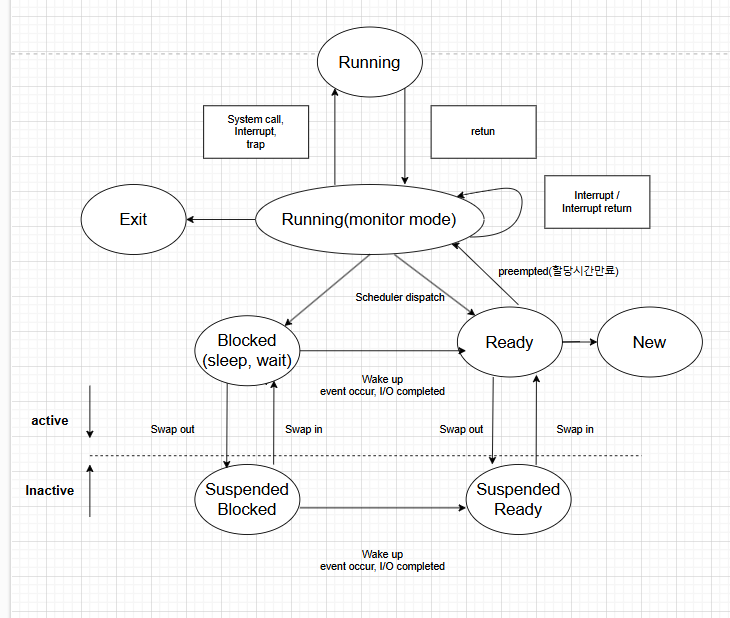 Running
System call,
Interrupt,
trap
retun
Interrupt /
Interrupt return
Exit
Running(monitor mode)
preempted(할당시간만료)
Scheduler dispatch
Blocked
(sleep, wait)
Ready
New
Wake up
event occur, I/O completed
active
Swap out
Swap in
Swap out
Swap in
Inactive
Suspended
Blocked
Suspended
Ready
Wake up
event occur, I/O completed